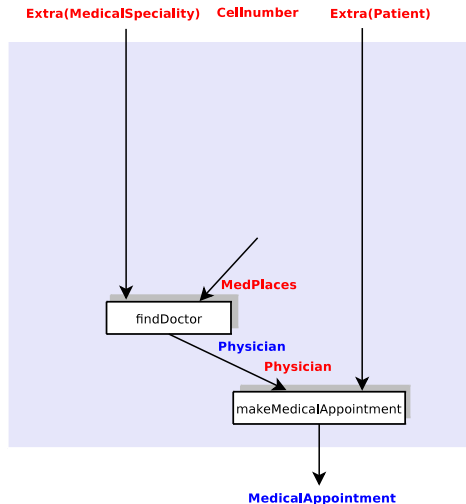 Extra(MedicalSpeciality) Cellnumber Extra(Patient)
MedPlaces
findDoctor
Physician
Physician
makeMedicalAppointment
MedicalAppointment